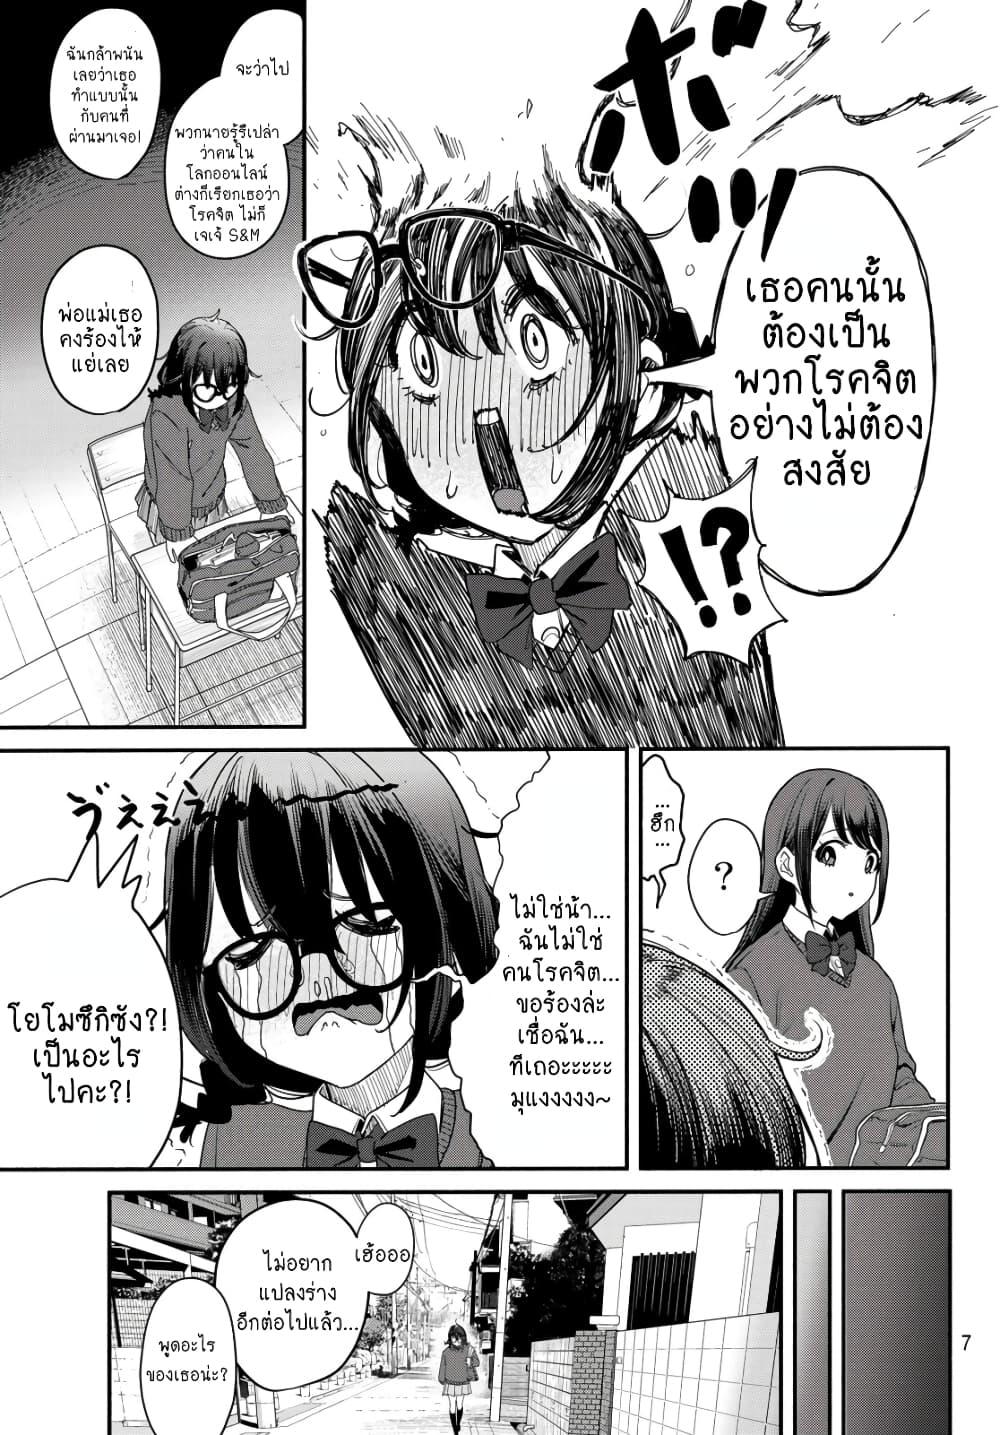 ボッ
เธอคนนั้น
ต้องเป็น
พวกโรคจิต
อย่างไม่ต้อง
สงสัย
!?
จะว่าไป
พวกนายรู้รึเปล่า
ว่าคนใน
โลกออนไลน์
ต่างก็เรียกเธอว่า
โรคจิต ไม่ก็
เจเจ้ S&M
ฉันกล้าพนัน
เลยว่าเธอ
ทำแบบนั้น
กับคนที่
ผ่านมาเจอ!
พ่อแม่เธอ
คงร้องไห้
แย่เลย
...
ฮึก
...
?
ゔぇぇぇぇ
ไม่ใช่น้า...
ฉันไม่ใช่
คนโรคจิต...
ขอร้องล่ะ
เชื่อฉัน
ทีเถอะะะะะ
มุแงงงงง~
โยโมซึกิซัง?!
เป็นอะไร
ไปคะ?!
เฮ้อออ
ไม่อยาก
แปลงร่าง
อีกต่อไปแล้ว...
พูดอะไร
ของเธอน่ะ?
7